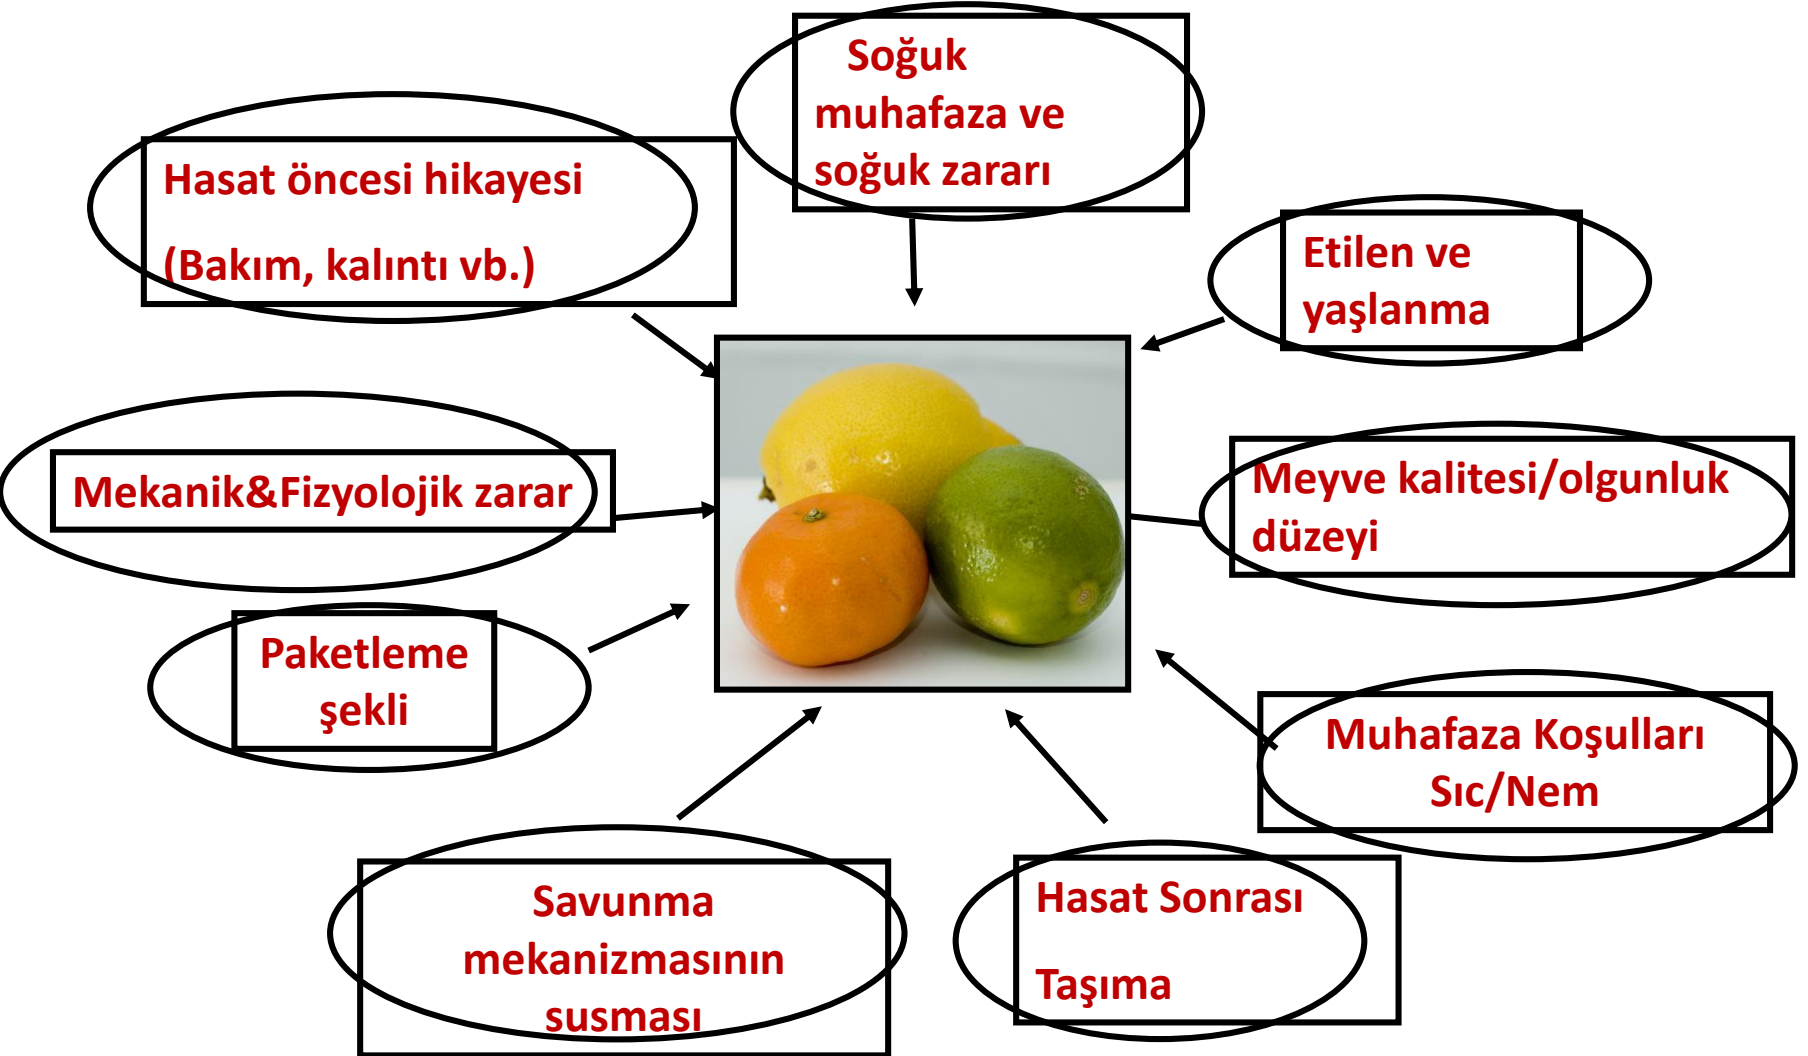 Soğuk
muhafaza ve
soğuk zararı
Hasat öncesi hikayesi
(Bakım, kalıntı vb.)
Etilen ve
yaşlanma
Mekanik&Fizyolojik zarar
Meyve kalitesi/olgunluk
düzeyi
Paketleme
şekli
Muhafaza Koşulları
Sıc/Nem
Savunma
mekanizmasının
susması
Hasat Sonrası
Taşıma